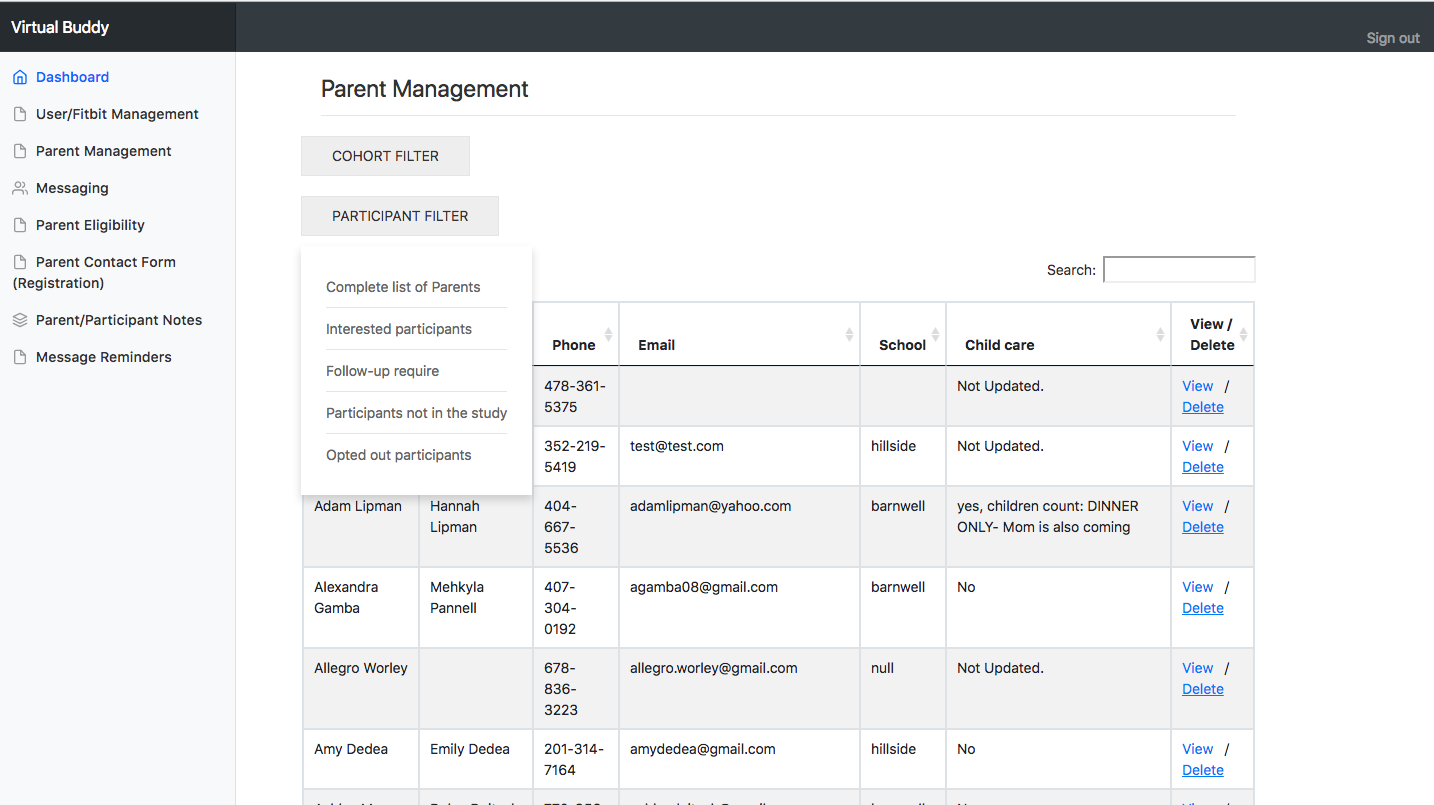 Virtual Buddy
Sign out
Dashboard
User/Fitbit Management
Parent Management
Messaging
Parent Eligibility
Parent Contact Form
(Registration)
Parent/Participant Notes
Message Reminders
Parent Management
COHORT FILTER
PARTICIPANT FILTER
Complete list of Parents
Interested participants
Follow-up require
Participants not in the study
Opted out participants
Search:
Phone Email School Child care View /
Delete
478-361- Not Updated. View /
5375 Delete
352-219- test@test.com hillside Not Updated. View /
5419 Delete
Adam Lipman Hannah 404- adamlipman@yahoo.com barnwell yes, children count: DINNER View /
Lipman 667- ONLY- Mom is also coming Delete
5536
Alexandra Mehkyla 407- agamba08@gmail.com barnwell No View /
Gamba Pannell 304- Delete
0192
Allegro Worley 678- allegro.worley@gmail.com null Not Updated. View /
836- Delete
3223
Amy Dedea Emily Dedea 201-314- amydedea@gmail.com hillside No View /
7164 Delete